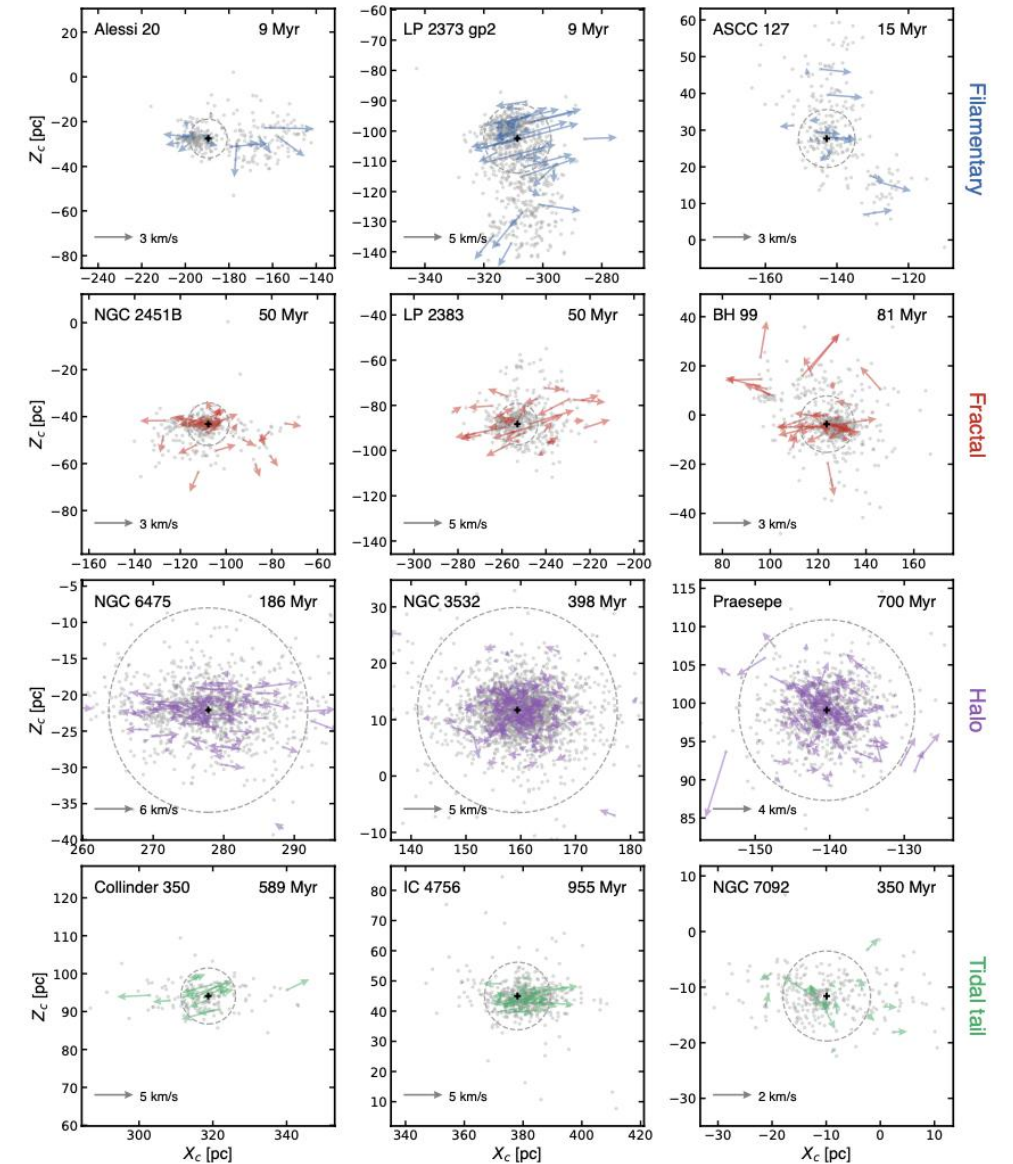 Alessi 20 9 Myr
20
0
−20
−40
−60
−80
Z_c [pc]
3 km/s
−240 −220 −200 −180 −160 −140
LP 2373 gp2 9 Myr
−60
−70
−80
−90
−100
−110
−120
−130
−140
5 km/s
−340 −320 −300 −280
ASCC 127 15 Myr
60
50
40
30
20
10
0
3 km/s
−160 −140 −120
Filamentary
NGC 2451B 50 Myr
0
−20
−40
−60
−80
Z_c [pc]
3 km/s
−160 −140 −120 −100 −80 −60
LP 2383 50 Myr
−40
−60
−80
−100
−120
−140
5 km/s
−300 −280 −260 −240 −220 −200
BH 99 81 Myr
40
20
0
−20
−40
3 km/s
80 100 120 140 160
Fractal
NGC 6475 186 Myr
−5
−10
−15
−20
−25
−30
−35
−40
Z_c [pc]
6 km/s
260 270 280 290
NGC 3532 398 Myr
30
20
10
0
−10
5 km/s
140 150 160 170 180
Praesepe 700 Myr
115
110
105
100
95
90
85
4 km/s
−150 −140 −130
Halo
Collinder 350 589 Myr
120
110
100
90
80
70
60
Z_c [pc]
5 km/s
300 320 340
X_c [pc]
IC 4756 955 Myr
80
70
60
50
40
30
20
10
5 km/s
340 360 380 400 420
X_c [pc]
NGC 7092 350 Myr
10
0
−10
−20
−30
2 km/s
−30 −20 −10 0 10
X_c [pc]
Tidal tail